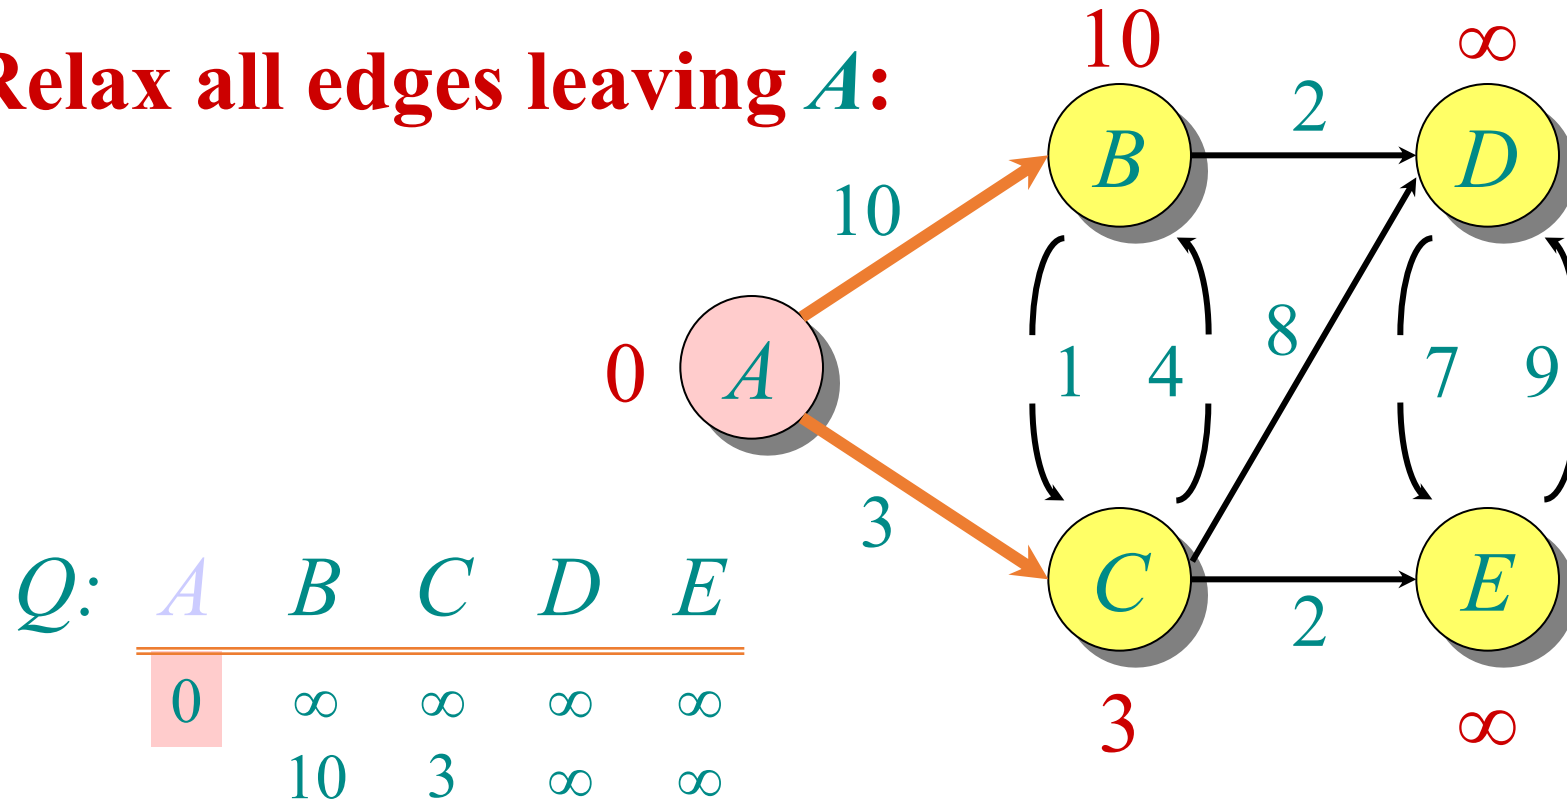 Relax all edges leaving A:
10
∞
B
2
D
10
8
1
4
7
9
0
A
3
C
2
E
3
∞
Q: A B C D E
0 ∞ ∞ ∞ ∞
10 3 ∞ ∞